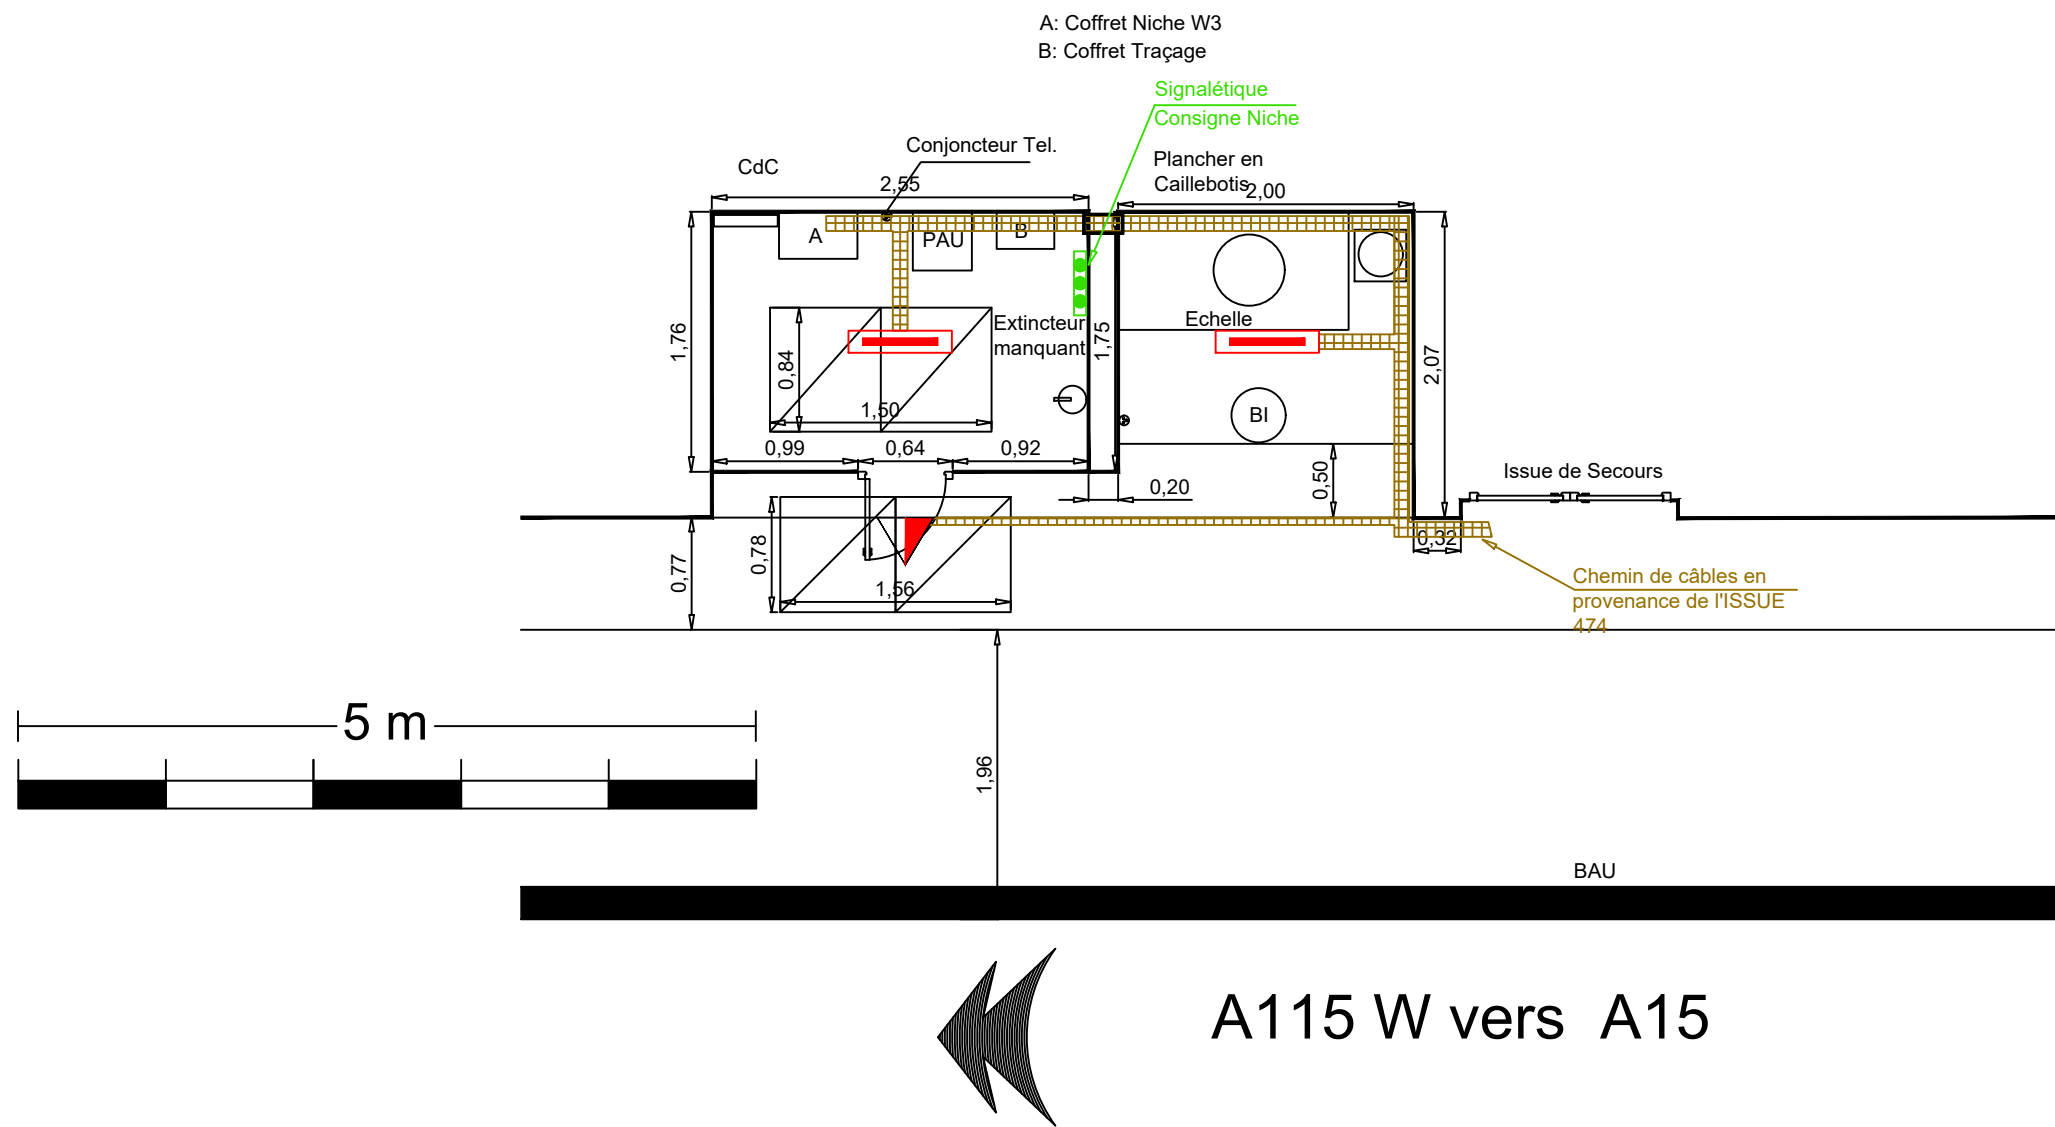 A: Coffret Niche W3
B: Coffret Traçage
Signalétique
Consigne Niche
Conjoncteur Tel.
CdC
Plancher en
Caillebotis
2,55
2,00
A
PAU
B
1,76
0,84
1,50
Extincteur
manquant
1,75
Echelle
2,07
BI
0,99
0,64
0,92
0,20
0,50
Issue de Secours
0,32
0,77
0,78
1,56
Chemin de câbles en
provenance de l'ISSUE
474
5 m
1,96
BAU
A115 W vers A15